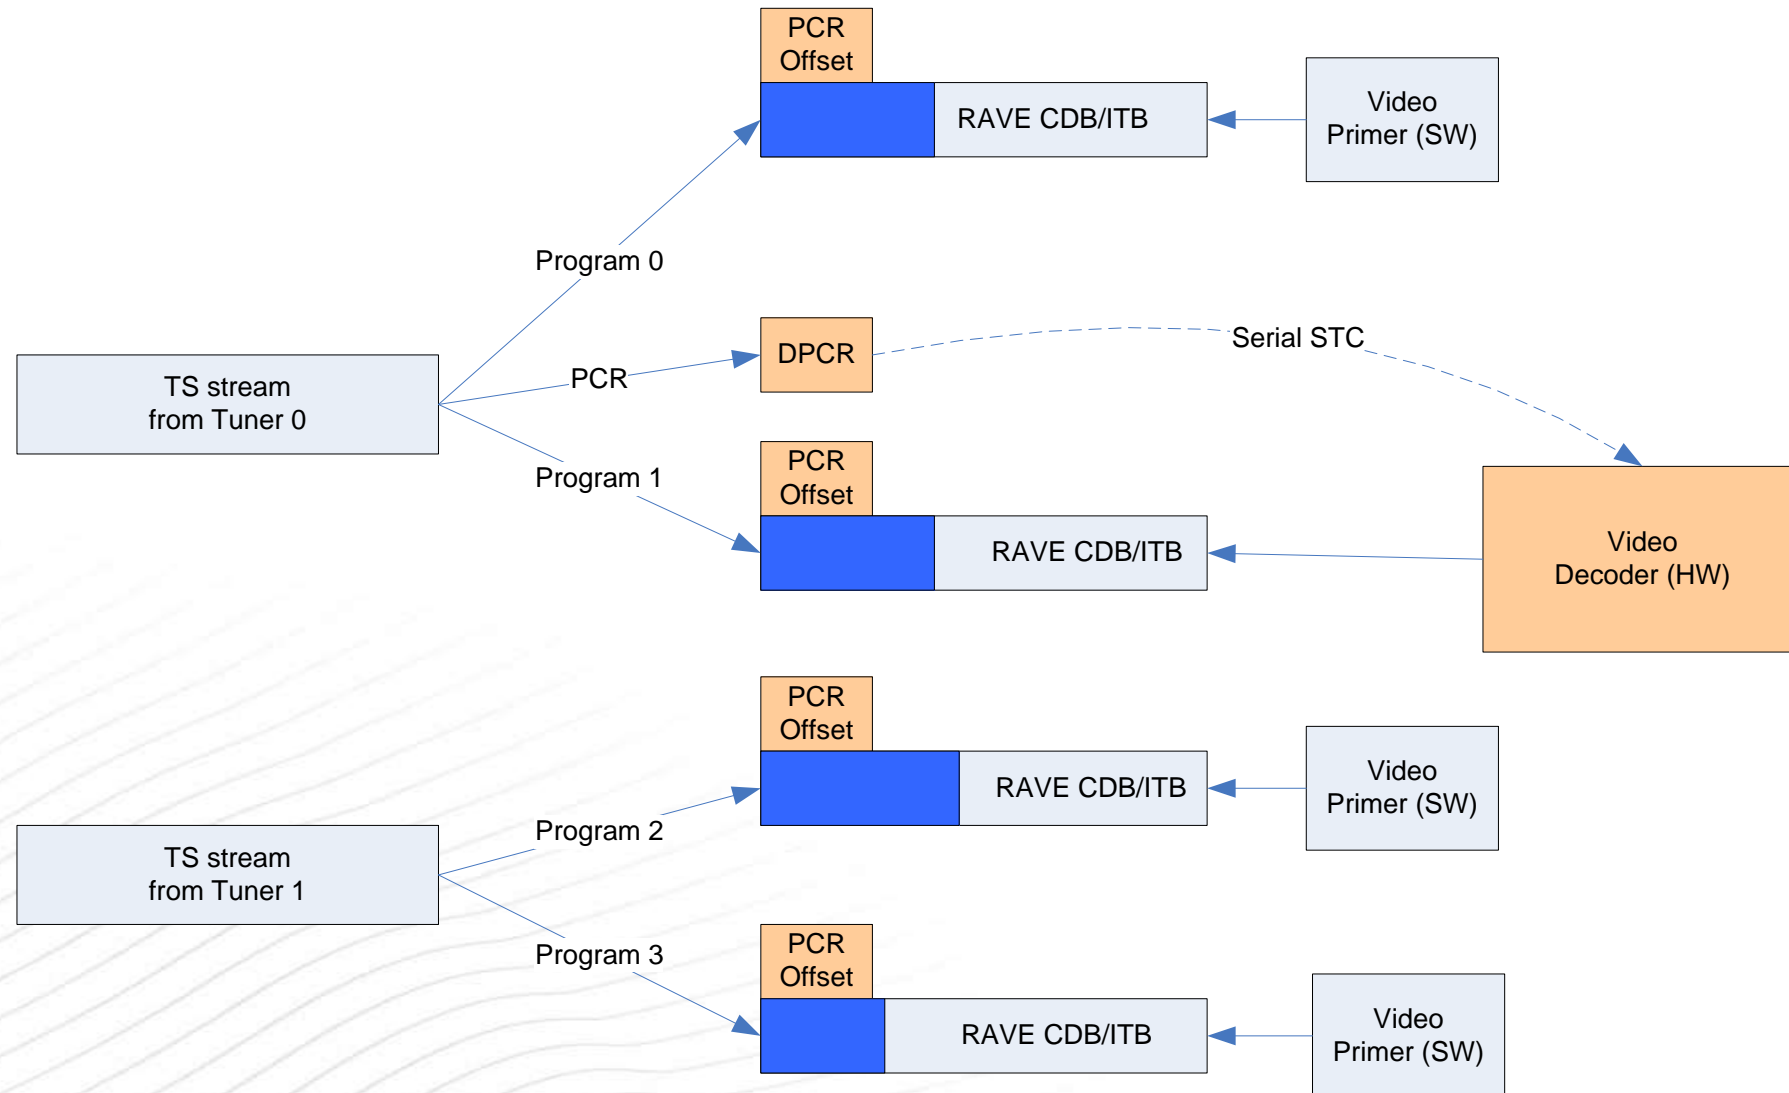 PCR
Offset
RAVE CDB/ITB
Video
Primer (SW)
Program 0
DPCR
Serial STC
PCR
TS stream
from Tuner 0
Program 1
PCR
Offset
RAVE CDB/ITB
Video
Decoder (HW)
PCR
Offset
RAVE CDB/ITB
Video
Primer (SW)
Program 2
TS stream
from Tuner 1
Program 3
PCR
Offset
RAVE CDB/ITB
Video
Primer (SW)